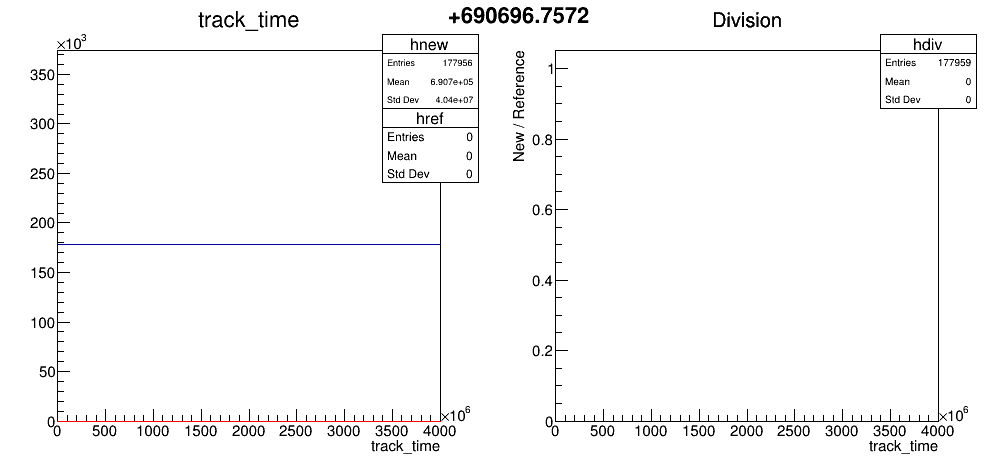 +690696.7572
track_time
×10³
hnew
Entries 177956
Mean 6.907e+05
Std Dev 4.04e+07
href
Entries 0
Mean 0
Std Dev 0
350
300
250
200
150
100
50
0
0 500 1000 1500 2000 2500 3000 3500 4000
×10⁶
track_time
Division
hdiv
Entries 177959
Mean 0
Std Dev 0
New / Reference
1
0.8
0.6
0.4
0.2
0
0 500 1000 1500 2000 2500 3000 3500 4000
×10⁶
track_time